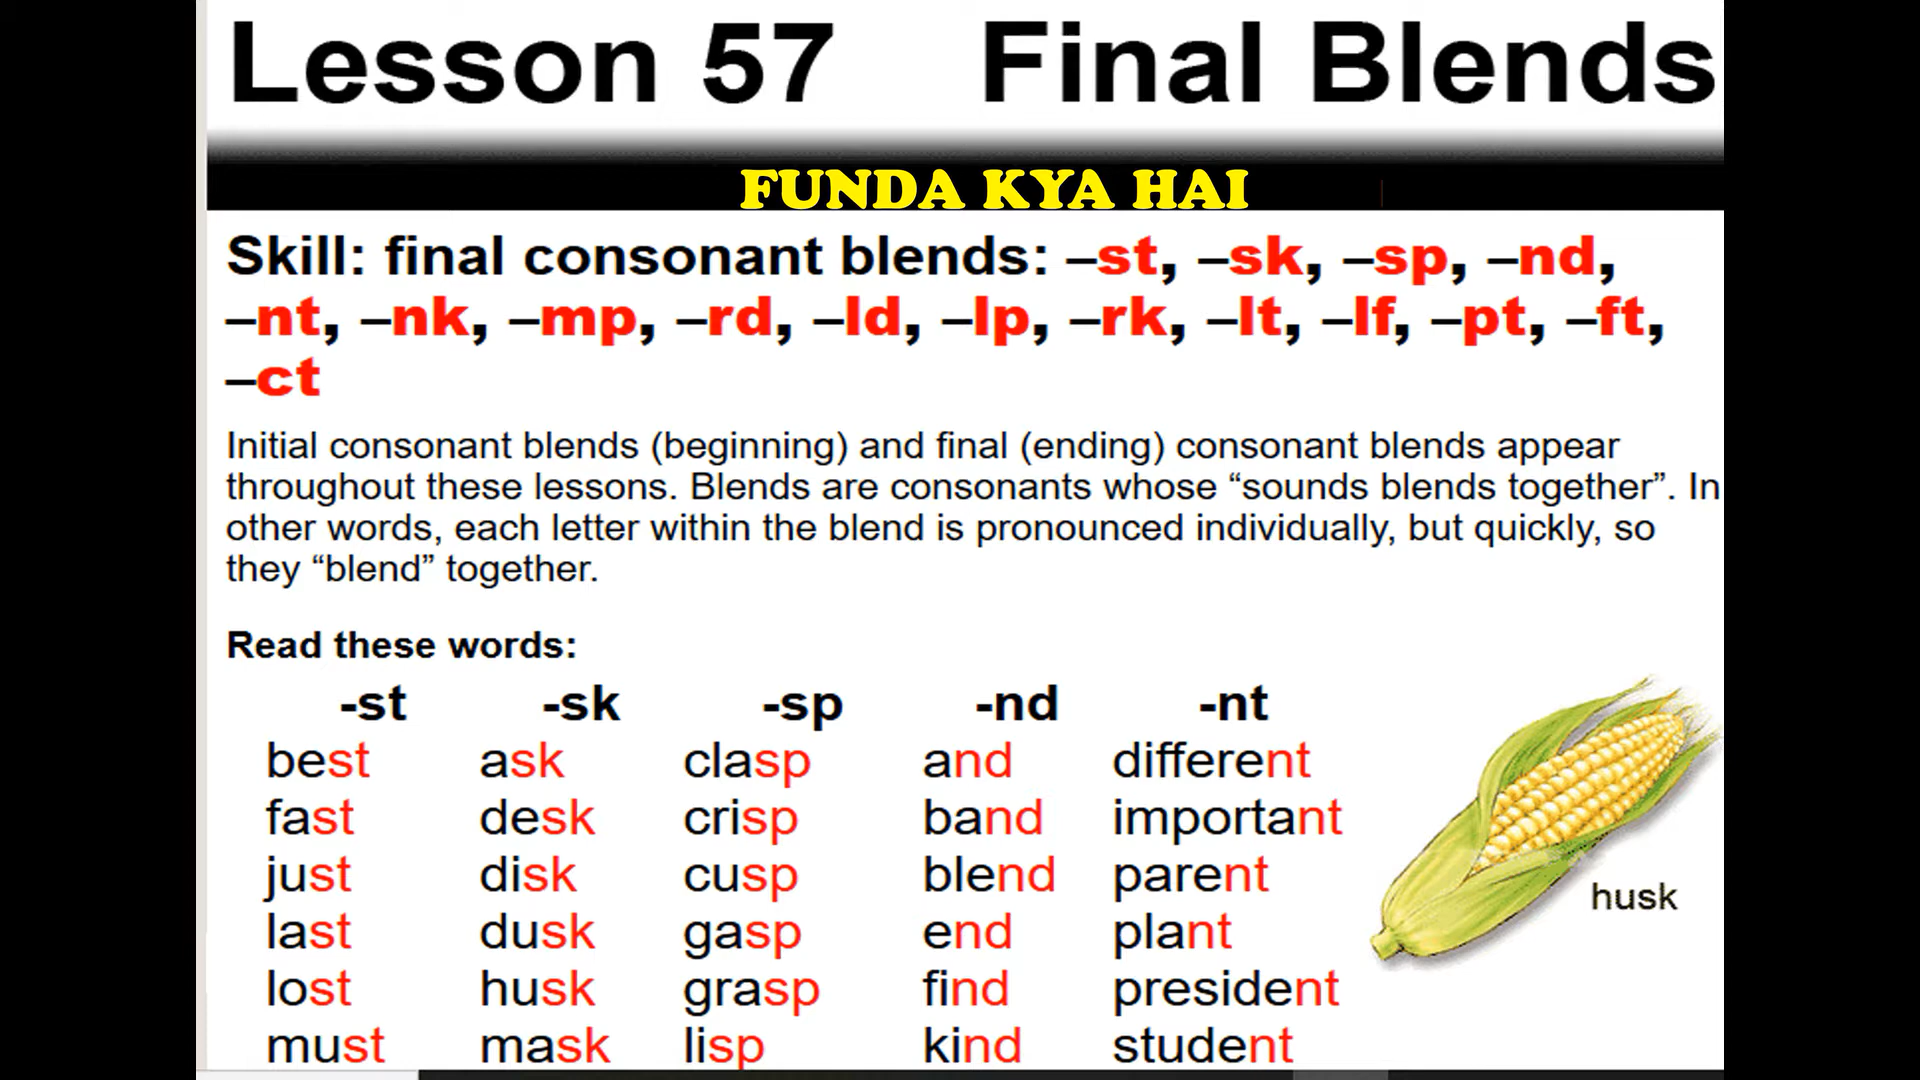 Lesson 57 Final Blends
FUNDA KYA HAI
Skill: final consonant blends: –st, –sk, –sp, –nd,
–nt, –nk, –mp, –rd, –ld, –lp, –rk, –lt, –lf, –pt, –ft,
–ct
Initial consonant blends (beginning) and final (ending) consonant blends appear
throughout these lessons. Blends are consonants whose “sounds blends together”. In
other words, each letter within the blend is pronounced individually, but quickly, so
they “blend” together.
Read these words:
-st -sk -sp -nd -nt
best ask clasp and different
fast desk crisp band important
just disk cusp blend parent
last dusk gasp end plant
lost husk grasp find president
must mask lisp kind student
husk